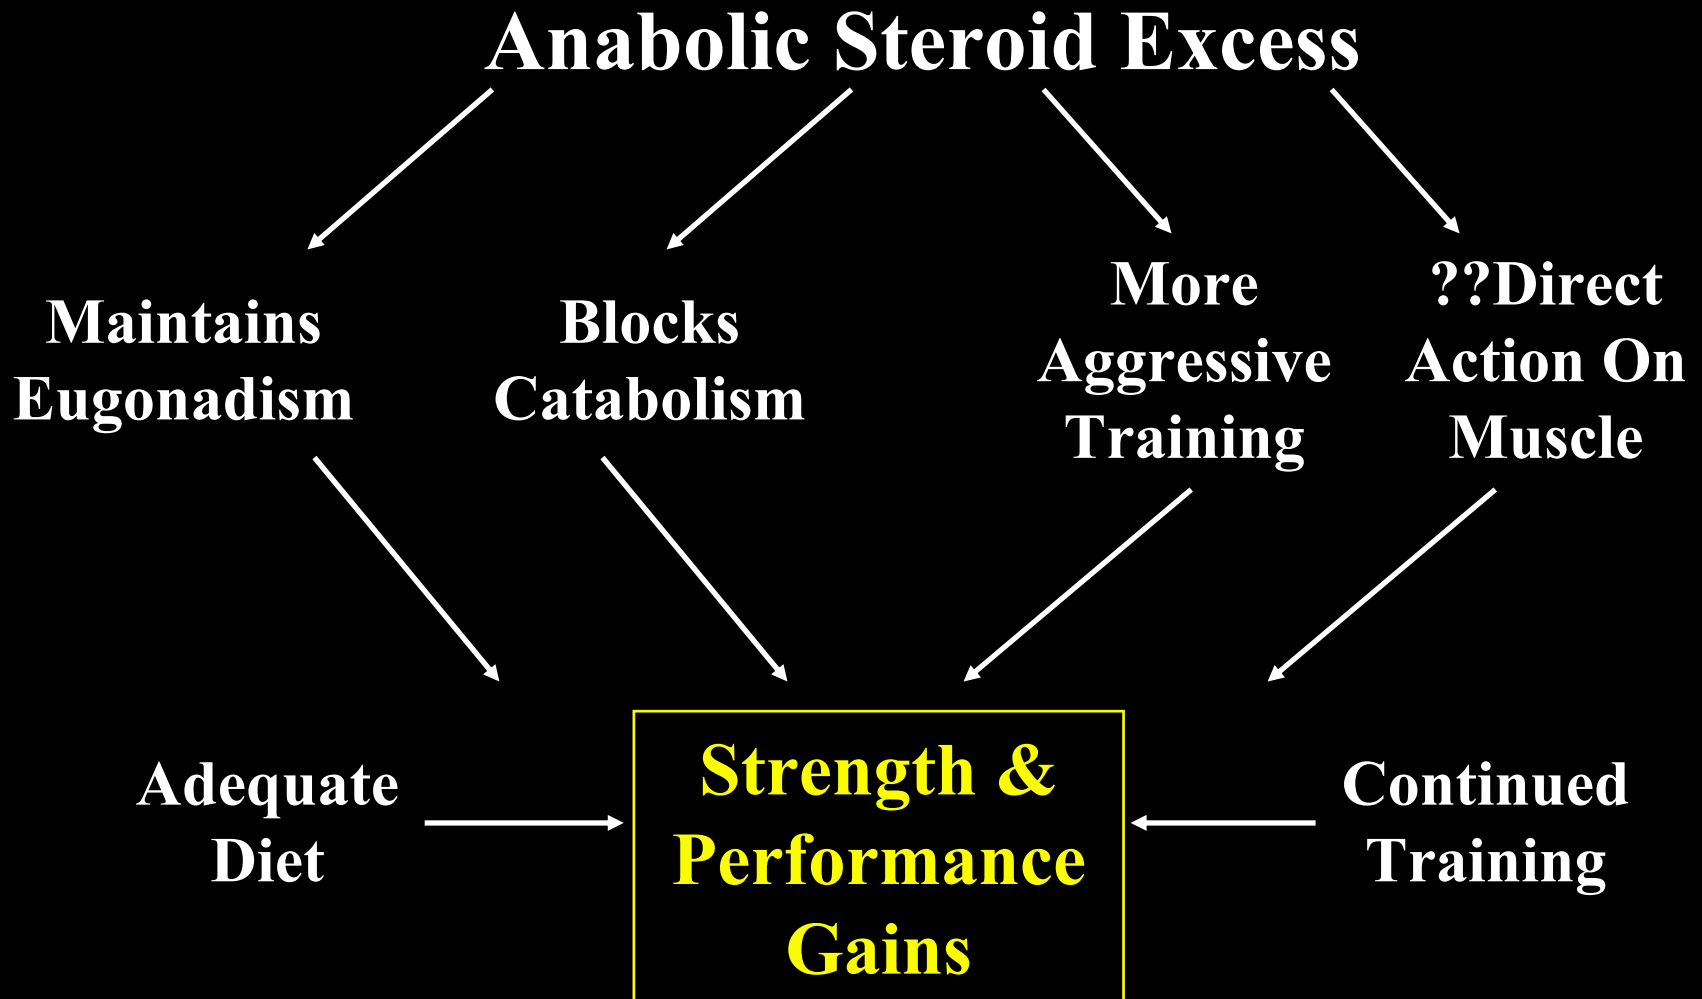 Anabolic Steroid Excess
Maintains
Eugonadism
Blocks
Catabolism
More
Aggressive
Training
??Direct
Action On
Muscle
Adequate
Diet
Strength &
Performance
Gains
Continued
Training